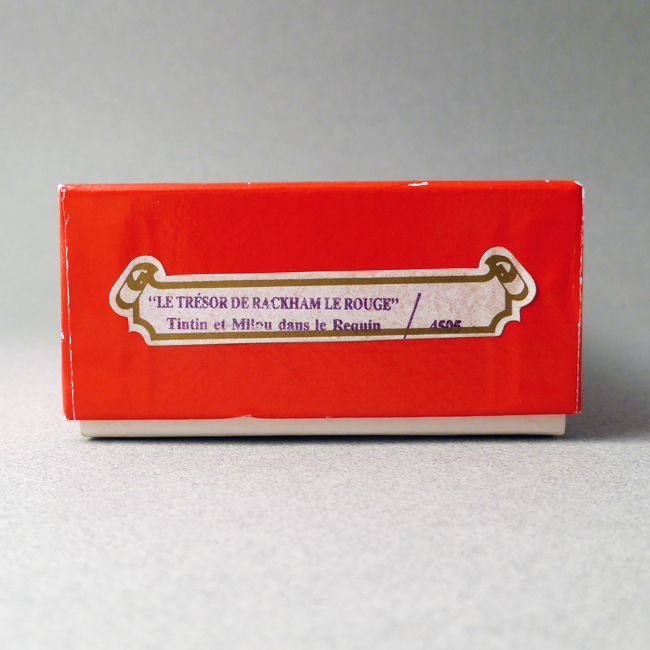 "LE TRÉSOR DE RACKHAM LE ROUGE"
Tintin et Milou dans le Requin / 4505